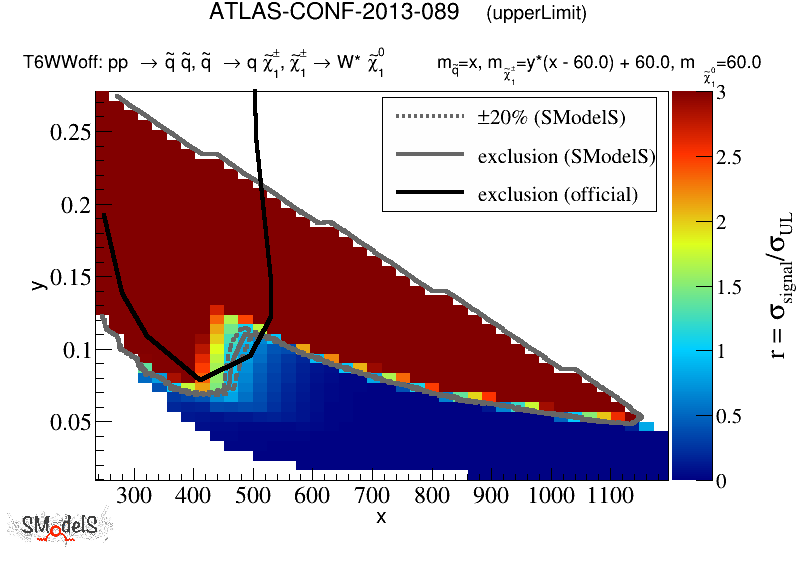 ATLAS-CONF-2013-089 (upperLimit)
T6WWoff: pp → q̃ q̃, q̃ → q χ̃₁±, χ̃₁± → W* χ̃₁⁰ m_q̃=x, m_χ̃₁±=y*(x - 60.0) + 60.0, m_χ̃₁⁰=60.0
±20% (SModelS)
exclusion (SModelS)
exclusion (official)
0.25
0.2
0.15
0.1
0.05
y
300 400 500 600 700 800 900 1000 1100
x
3
2.5
2
1.5
1
0.5
0
r = σ_signal/σ_UL
SModelS